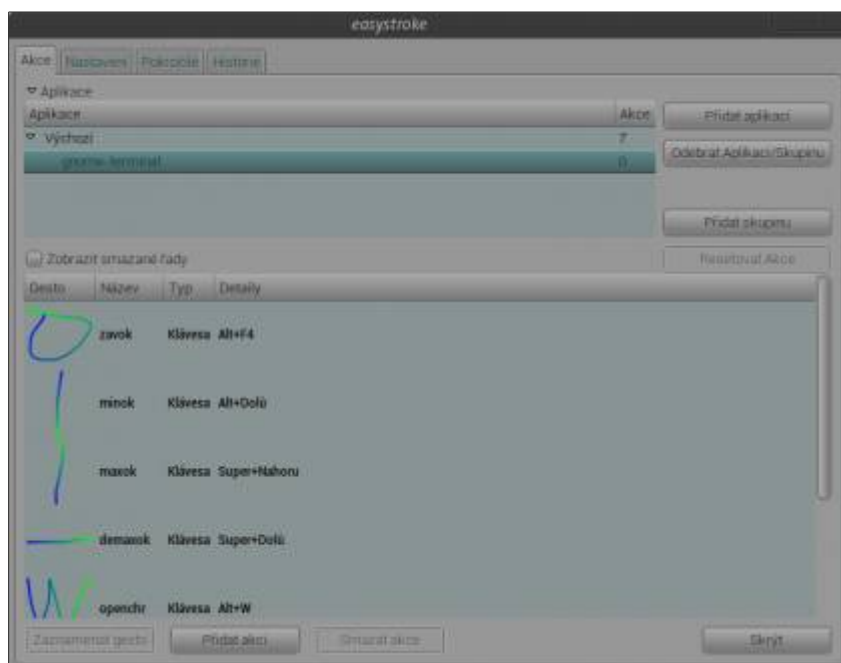 easystroke
Akce Nastavení Pokročilé Historie
Aplikace
Aplikace Akce
Výchozí 7
gnome-terminal 0
Přidat aplikaci
Odebrat Aplikaci/Skupinu
Přidat skupinu
Resetovat Akce
Zobrazit smazané řady
Gesto Název Typ Detaily
zavok Klávesa Alt+F4
minok Klávesa Alt+Dolů
maxok Klávesa Super+Nahoru
demaxok Klávesa Super+Dolů
openchr Klávesa Alt+W
Zaznamenat gesto Přidat akci Smazat akce Skrýt